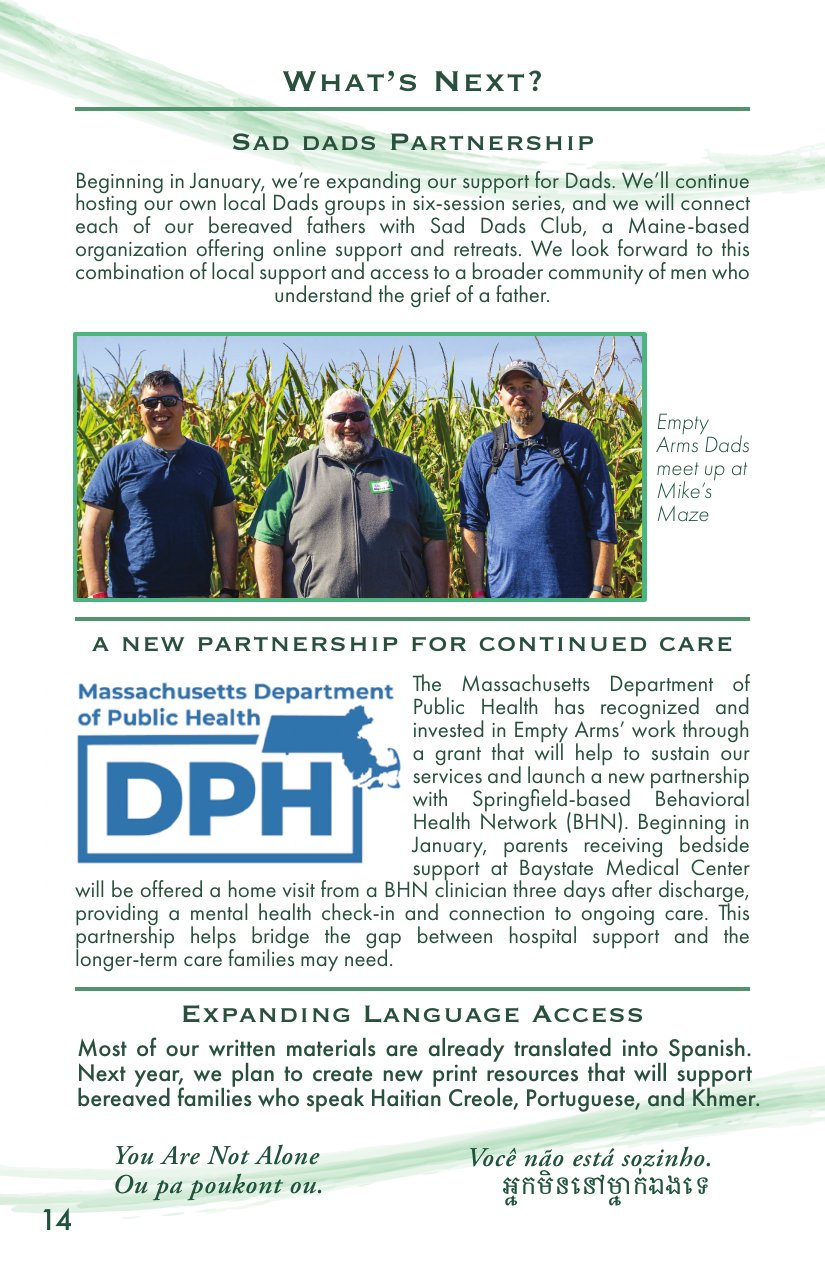 What's Next?
Sad dads Partnership
Beginning in January, we're expanding our support for Dads. We'll continue
hosting our own local Dads groups in six-session series, and we will connect
each of our bereaved fathers with Sad Dads Club, a Maine-based
organization offering online support and retreats. We look forward to this
combination of local support and access to a broader community of men who
understand the grief of a father.
Empty
Arms Dads
meet up at
Mike's
Maze
a new partnership for continued care
Massachusetts Department
of Public Health
DPH
The Massachusetts Department of
Public Health has recognized and
invested in Empty Arms' work through
a grant that will help to sustain our
services and launch a new partnership
with Springfield-based Behavioral
Health Network (BHN). Beginning in
January, parents receiving bedside
support at Baystate Medical Center
will be offered a home visit from a BHN clinician three days after discharge,
providing a mental health check-in and connection to ongoing care. This
partnership helps bridge the gap between hospital support and the
longer-term care families may need.
Expanding Language Access
Most of our written materials are already translated into Spanish.
Next year, we plan to create new print resources that will support
bereaved families who speak Haitian Creole, Portuguese, and Khmer.
You Are Not Alone
Ou pa poukont ou.
Você não está sozinho.
អ្នកមិននៅម្នាក់ឯងទេ
14